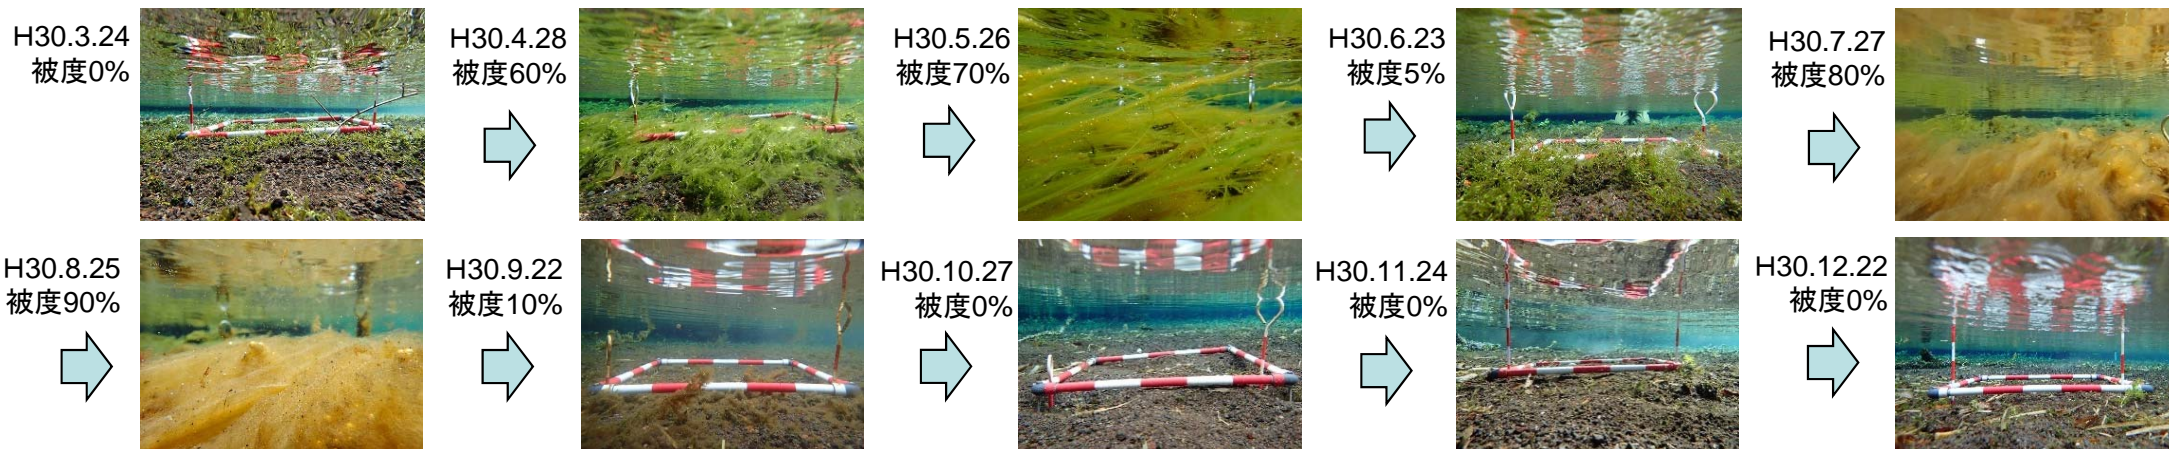 H30.3.24
被度0%
H30.4.28
被度60%
H30.5.26
被度70%
H30.6.23
被度5%
H30.7.27
被度80%
H30.8.25
被度90%
H30.9.22
被度10%
H30.10.27
被度0%
H30.11.24
被度0%
H30.12.22
被度0%